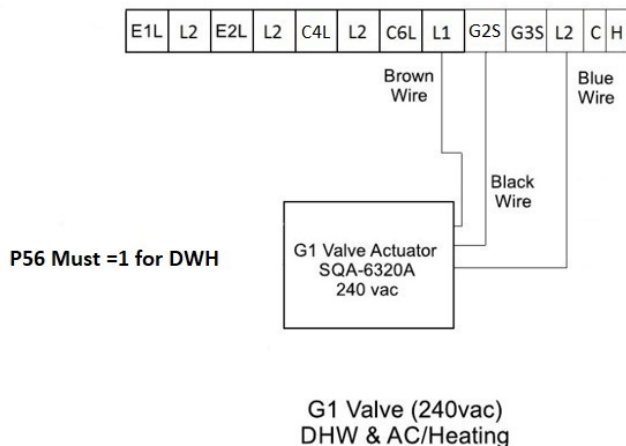 E1L L2 E2L L2 C4L L2 C6L L1 G2S G3S L2 C H
Brown
Wire
Blue
Wire
Black
Wire
G1 Valve Actuator
SQA-6320A
240 vac
P56 Must =1 for DWH
G1 Valve (240vac)
DHW & AC/Heating